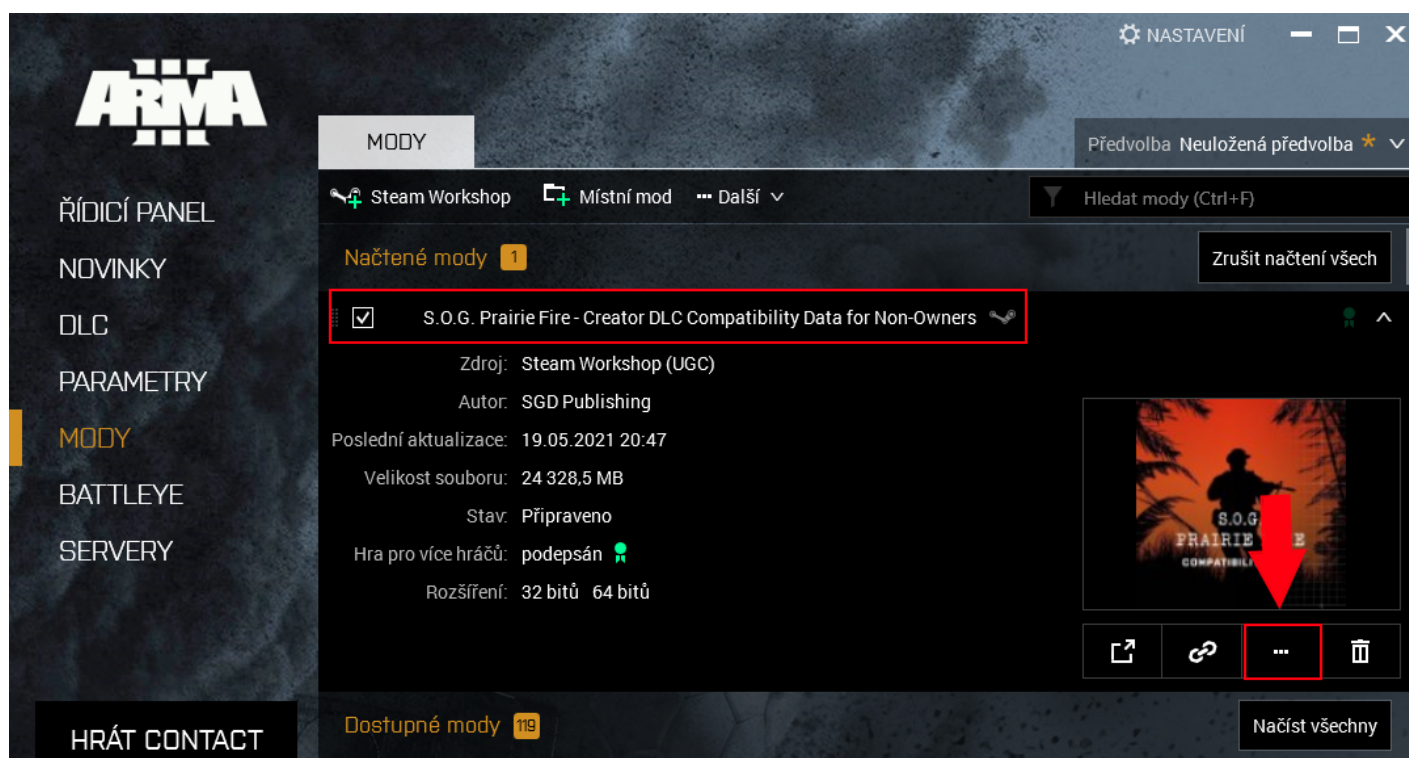 NASTAVENÍ
ARMA
III
MODY
Předvolba Neuložená předvolba *
ŘÍDICÍ PANEL
NOVINKY
DLC
PARAMETRY
MODY
BATTLEYE
SERVERY
HRÁT CONTACT
Steam Workshop Místní mod ... Další
Hledat mody (Ctrl+F)
Načtené mody 1
Zrušit načtení všech
S.O.G. Prairie Fire - Creator DLC Compatibility Data for Non-Owners
Zdroj: Steam Workshop (UGC)
Autor: SGD Publishing
Poslední aktualizace: 19.05.2021 20:47
Velikost souboru: 24 328,5 MB
Stav: Připraveno
Hra pro více hráčů: podepsán
Rozšíření: 32 bitů 64 bitů
S.O.G.
PRAIRIE
...
Dostupné mody 119
Načíst všechny